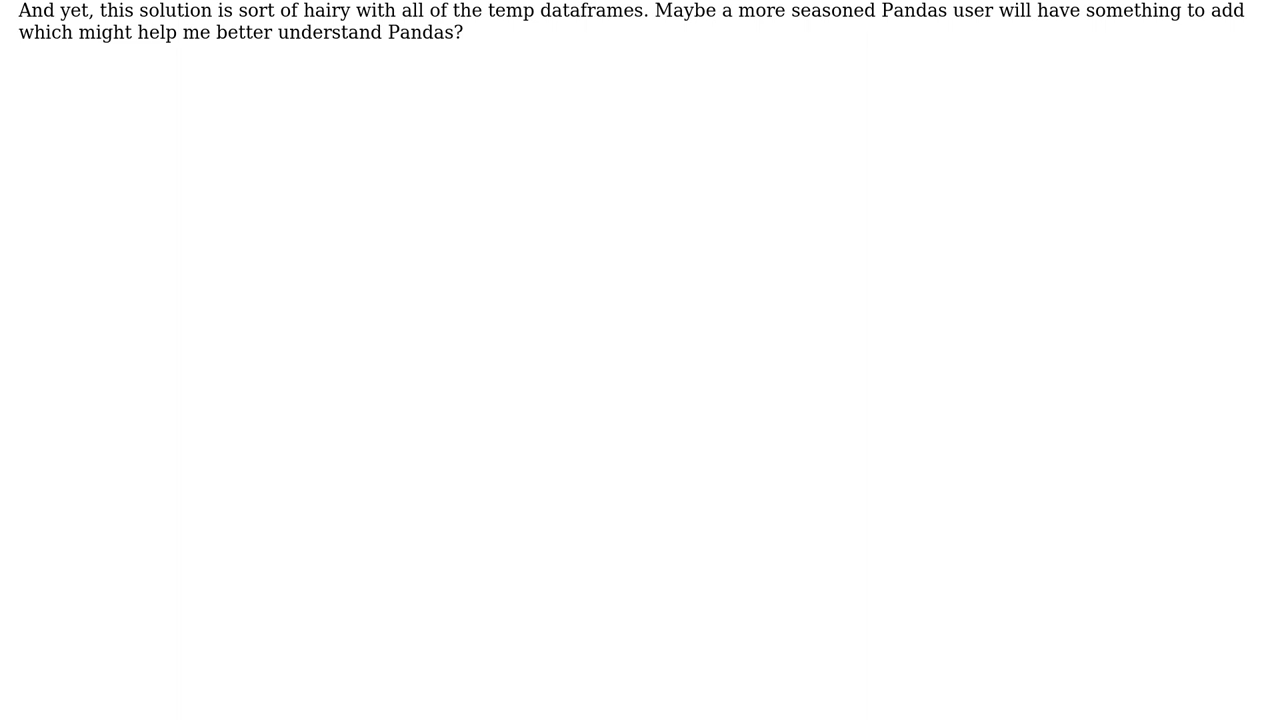 And yet, this solution is sort of hairy with all of the temp dataframes. Maybe a more seasoned Pandas user will have something to add
which might help me better understand Pandas?